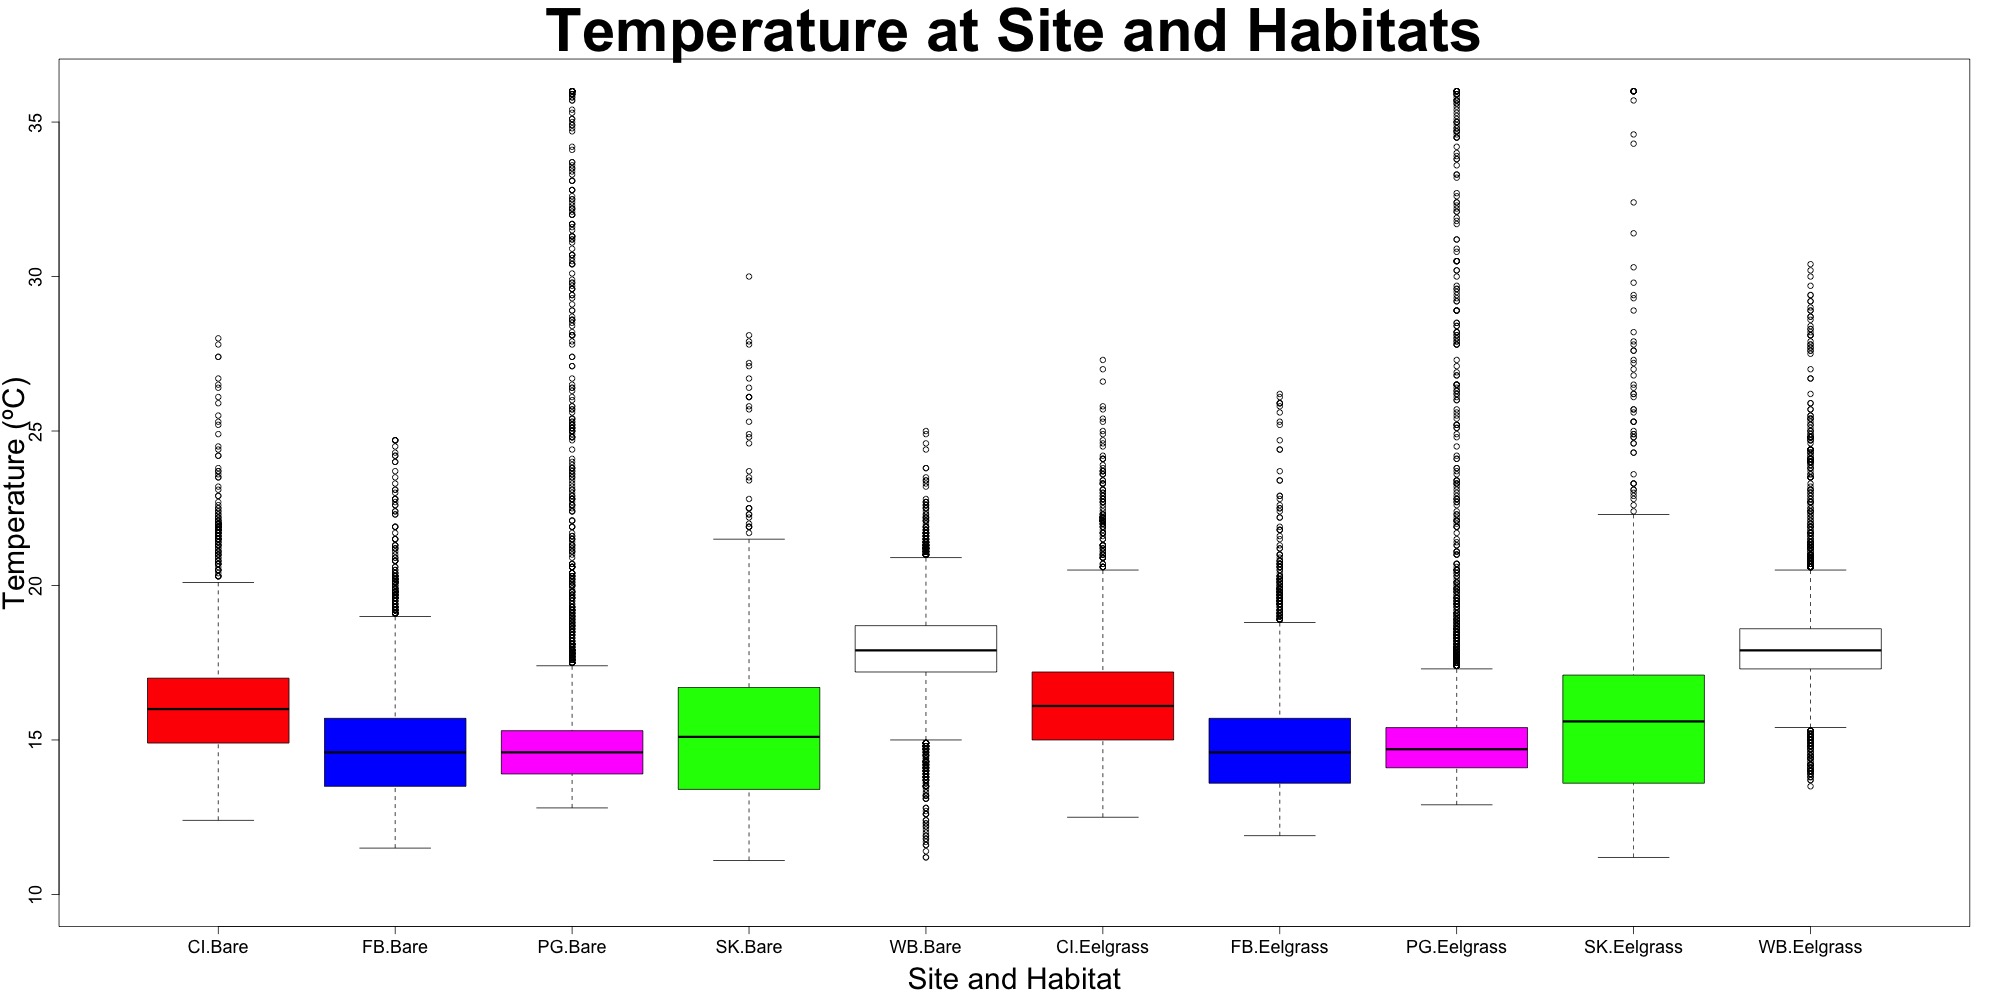 Temperature at Site and Habitats
Temperature (ºC)
35
30
25
20
15
10
CI.Bare FB.Bare PG.Bare SK.Bare WB.Bare CI.Eelgrass FB.Eelgrass PG.Eelgrass SK.Eelgrass WB.Eelgrass
Site and Habitat